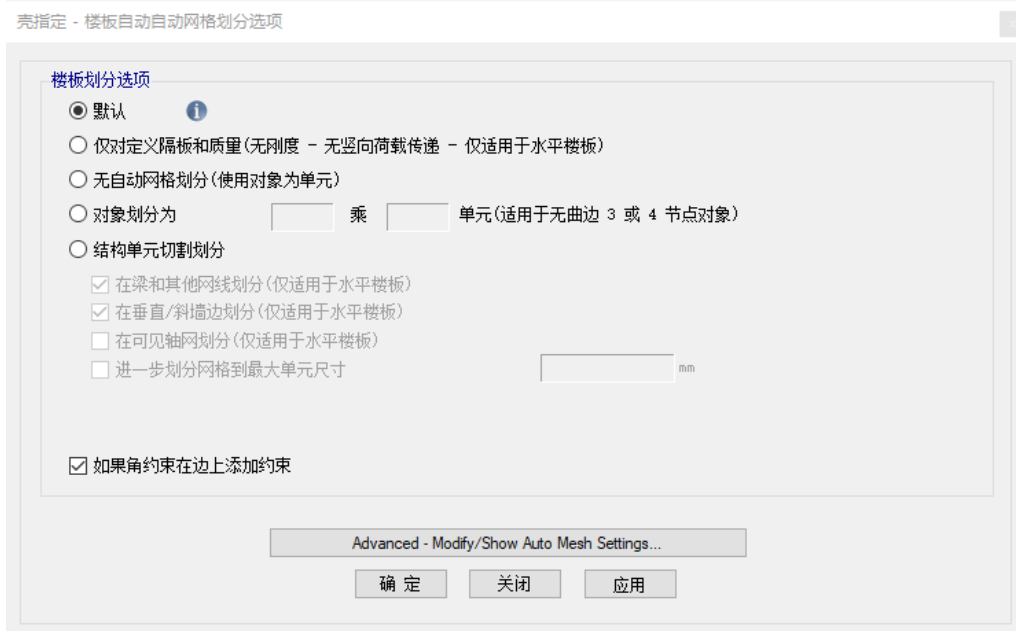 壳指定 - 楼板自动自动网格划分选项
楼板划分选项
默认
仅对定义隔板和质量(无刚度 - 无竖向荷载传递 - 仅适用于水平楼板)
无自动网格划分(使用对象为单元)
对象划分为 乘 单元(适用于无曲边 3 或 4 节点对象)
结构单元切割划分
在梁和其他网线划分(仅适用于水平楼板)
在垂直/斜墙边划分(仅适用于水平楼板)
在可见轴网划分(仅适用于水平楼板)
进一步划分网格到最大单元尺寸 mm
如果角约束在边上添加约束
Advanced - Modify/Show Auto Mesh Settings...
确 定 关闭 应用